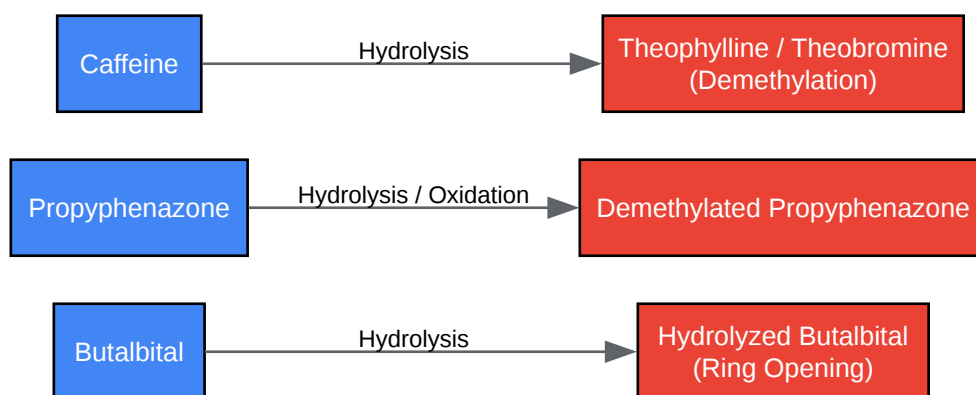 Caffeine
Hydrolysis
Theophylline / Theobromine
(Demethylation)
Propyphenazone
Hydrolysis / Oxidation
Demethylated Propyphenazone
Butalbital
Hydrolysis
Hydrolyzed Butalbital
(Ring Opening)